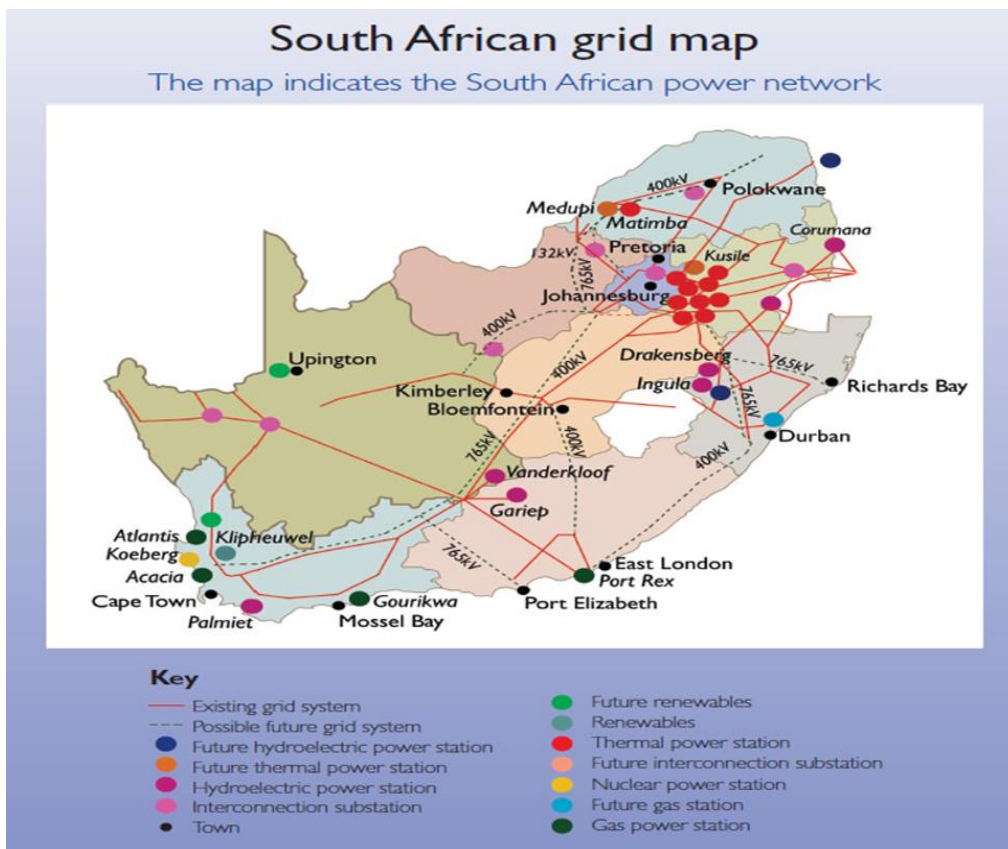 South African grid map
The map indicates the South African power network
400kV
Polokwane
Medupi
Matimba
Corumana
132kV
Pretoria
Kusile
765kV
Johannesburg
400kV
Upington
400kV
Drakensberg
765kV
Kimberley
Ingula
Richards Bay
Bloemfontein
765kV
Durban
765kV
400kV
400kV
Vanderkloof
Gariep
Atlantis
Klipheuwel
Koeberg
765kV
Acacia
East London
Port Rex
Cape Town
Gourikwa
Port Elizabeth
Palmiet
Mossel Bay
Key
Existing grid system
Possible future grid system
Future hydroelectric power station
Future thermal power station
Hydroelectric power station
Interconnection substation
Town
Future renewables
Renewables
Thermal power station
Future interconnection substation
Nuclear power station
Future gas station
Gas power station